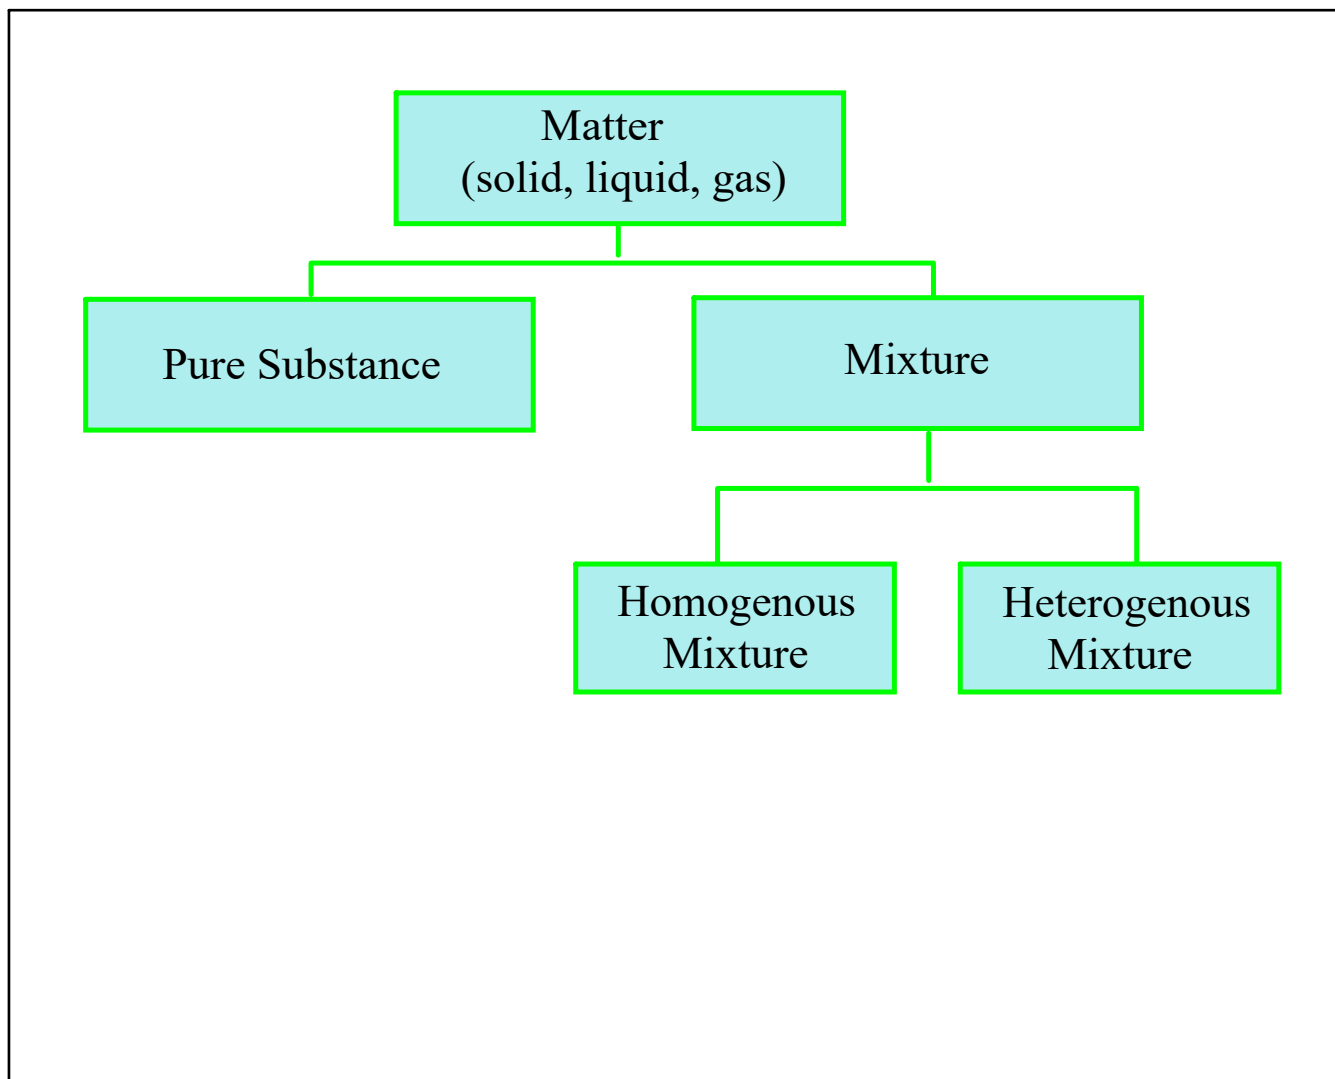 Matter
(solid, liquid, gas)
Pure Substance
Mixture
Homogenous
Mixture
Heterogenous
Mixture